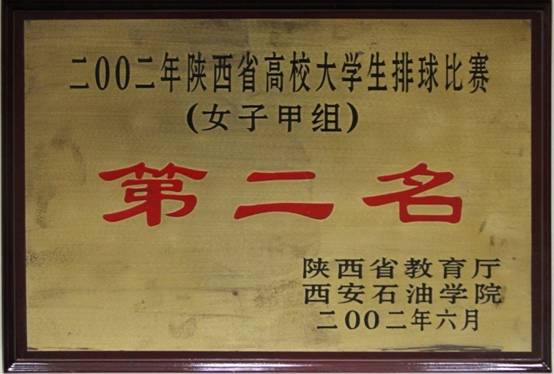 二OO二年陕西省高校大学生排球比赛
(女子甲组)
第二名
陕西省教育厅
西安石油学院
二OO二年六月